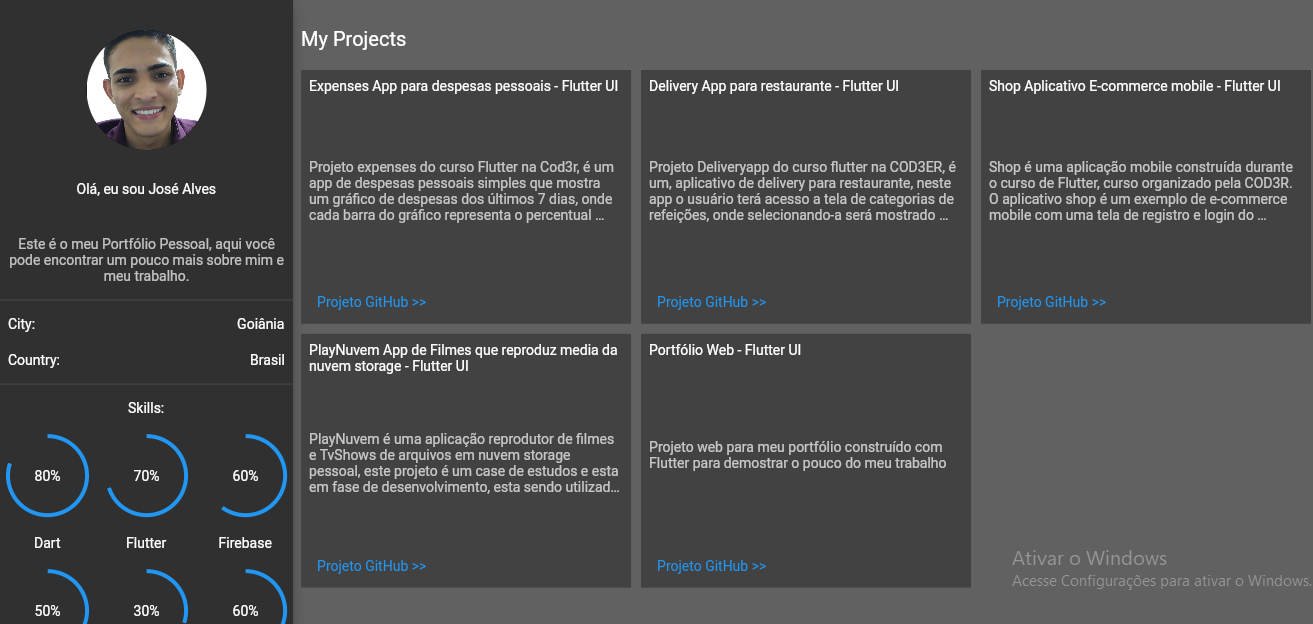 Olá, eu sou José Alves
Este é o meu Portfólio Pessoal, aqui você
pode encontrar um pouco mais sobre mim e
meu trabalho.
City:
Goiânia
Country:
Brasil
Skills:
80%
70%
60%
Dart
Flutter
Firebase
50%
30%
60%
My Projects
Expenses App para despesas pessoais - Flutter UI
Projeto expenses do curso Flutter na Cod3r, é um
app de despesas pessoais simples que mostra
um gráfico de despesas dos últimos 7 dias, onde
cada barra do gráfico representa o percentual ...
Projeto GitHub >>
Delivery App para restaurante - Flutter UI
Projeto Deliveryapp do curso flutter na COD3ER, é
um, aplicativo de delivery para restaurante, neste
app o usuário terá acesso a tela de categorias de
refeições, onde selecionando-a será mostrado ...
Projeto GitHub >>
Shop Aplicativo E-commerce mobile - Flutter UI
Shop é uma aplicação mobile construída durante
o curso de Flutter, curso organizado pela COD3R.
O aplicativo shop é um exemplo de e-commerce
mobile com uma tela de registro e login do ...
Projeto GitHub >>
PlayNuvem App de Filmes que reproduz media da
nuvem storage - Flutter UI
PlayNuvem é uma aplicação reprodutor de filmes
e TvShows de arquivos em nuvem storage
pessoal, este projeto é um case de estudos e esta
em fase de desenvolvimento, esta sendo utilizad...
Projeto GitHub >>
Portfólio Web - Flutter UI
Projeto web para meu portfólio construído com
Flutter para demostrar o pouco do meu trabalho
Projeto GitHub >>
Ativar o Windows
Acesse Configurações para ativar o Windows.